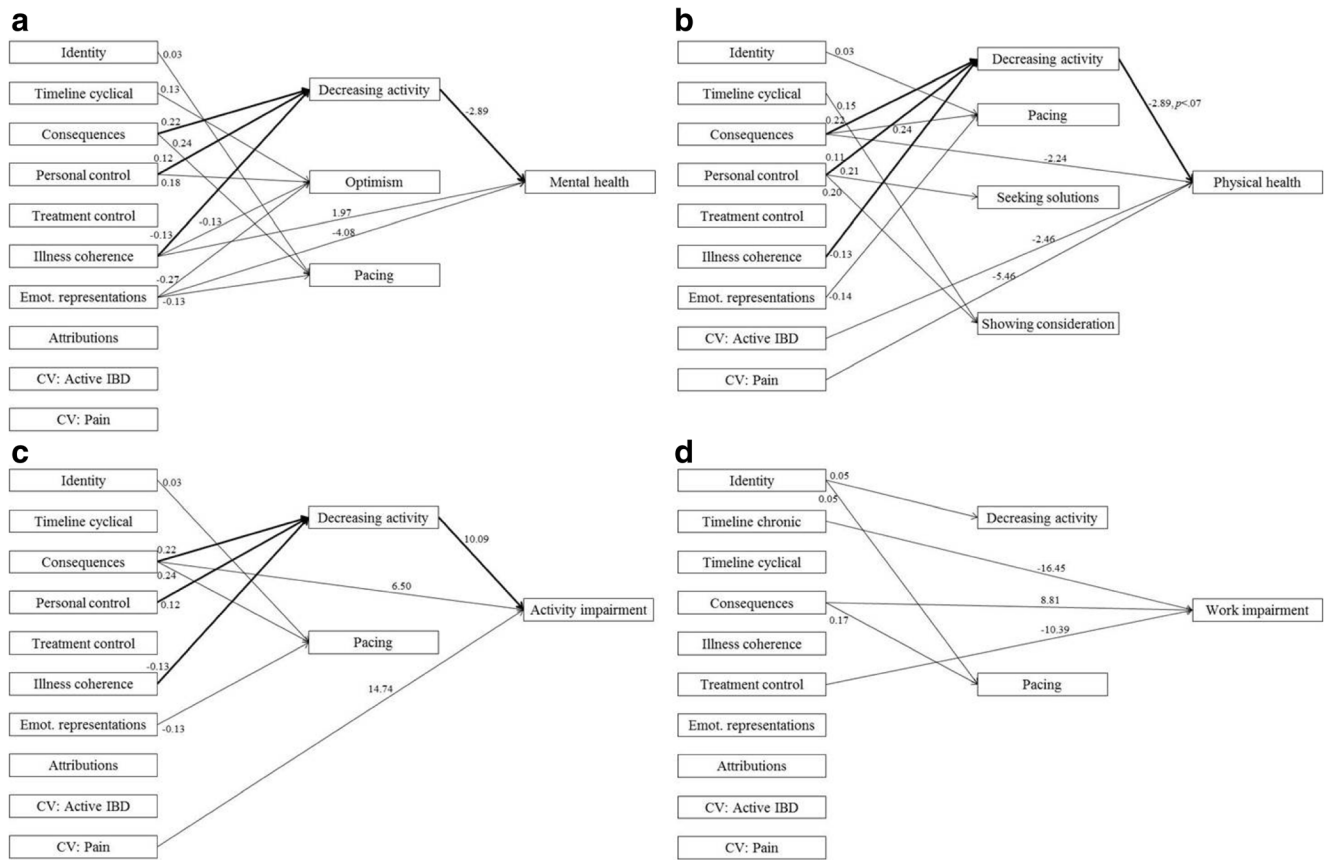 a
Identity
0.03
Timeline cyclical
0.13
Consequences
0.22
0.24
Personal control
0.12
0.18
Treatment control
Illness coherence
-0.13
-0.13
Emot. representations
-0.27
-0.13
Attributions
CV: Active IBD
CV: Pain
Decreasing activity
-2.89
Optimism
1.97
-4.08
Pacing
Mental health
b
Identity
0.03
Timeline cyclical
0.15
Consequences
0.22
0.24
Personal control
0.11
0.21
0.20
Treatment control
Illness coherence
-0.13
Emot. representations
-0.14
CV: Active IBD
CV: Pain
Decreasing activity
-2.89, p<.07
Pacing
-2.24
Seeking solutions
-2.46
-5.46
Showing consideration
Physical health
c
Identity
0.03
Timeline cyclical
Consequences
0.22
0.24
Personal control
0.12
Treatment control
Illness coherence
-0.13
Emot. representations
-0.13
Attributions
CV: Active IBD
CV: Pain
Decreasing activity
10.09
6.50
Pacing
14.74
Activity impairment
d
Identity
0.05
0.05
Timeline chronic
Timeline cyclical
Consequences
0.17
Illness coherence
Treatment control
Emot. representations
Attributions
CV: Active IBD
CV: Pain
Decreasing activity
-16.45
8.81
-10.39
Pacing
Work impairment